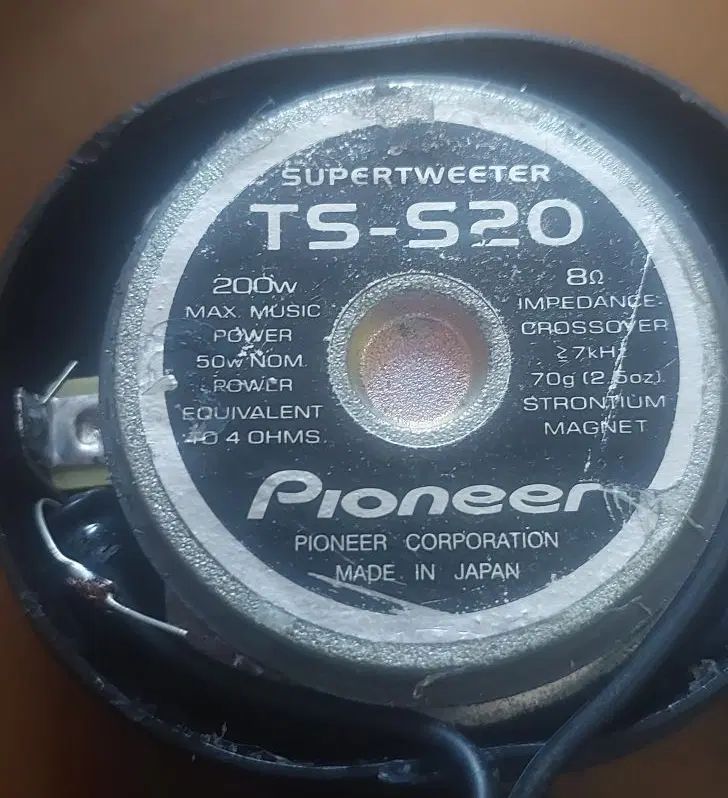 SUPERTWEETER
TS-S20
200w
MAX. MUSIC
POWER
50w NOM.
POWER
EQUIVALENT
TO 4 OHMS.
8Ω
IMPEDANCE
CROSSOVER
≥7kHz
70g (2.5oz)
STRONTIUM
MAGNET
Pioneer
PIONEER CORPORATION
MADE IN JAPAN